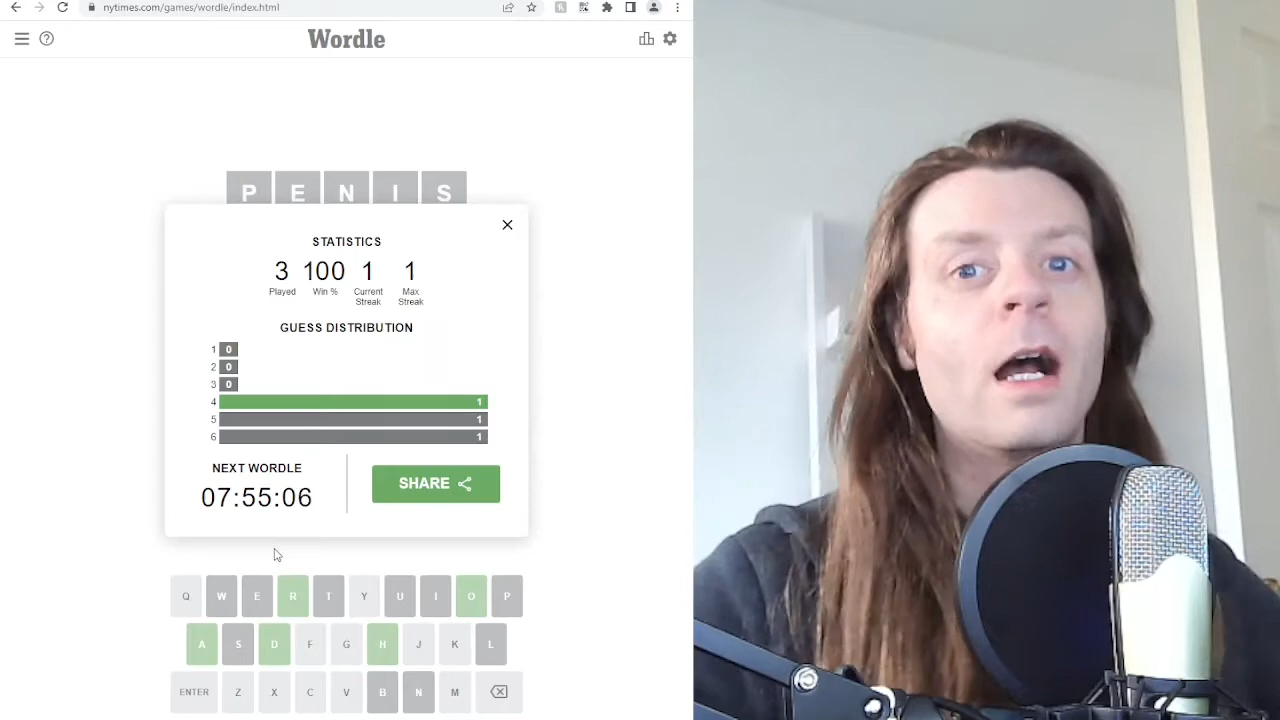 nytimes.com/games/wordle/index.html
Wordle
P E N I S
STATISTICS
3 100 1 1
Played Win % Current Streak Max Streak
GUESS DISTRIBUTION
1 0
2 0
3 0
4 1
5 1
6 1
NEXT WORDLE
07:55:06
SHARE
Q W E R T Y U I O P
A S D F G H J K L
ENTER Z X C V B N M